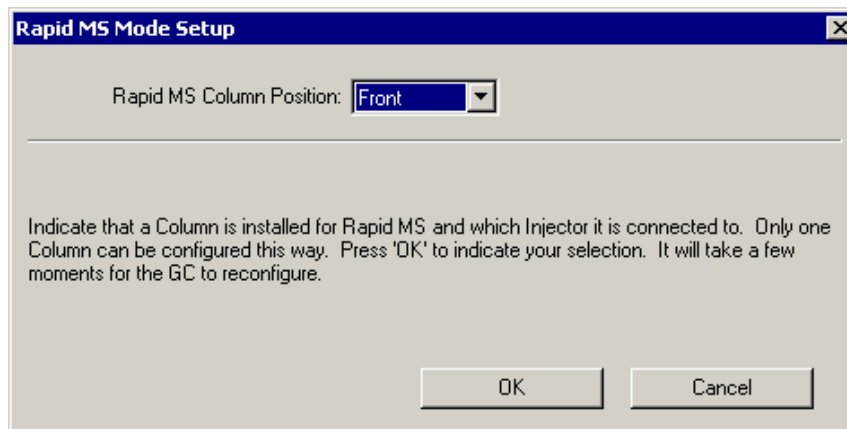 Rapid MS Mode Setup
Rapid MS Column Position: Front
Indicate that a Column is installed for Rapid MS and which Injector it is connected to. Only one
Column can be configured this way. Press 'OK' to indicate your selection. It will take a few
moments for the GC to reconfigure.
OK Cancel